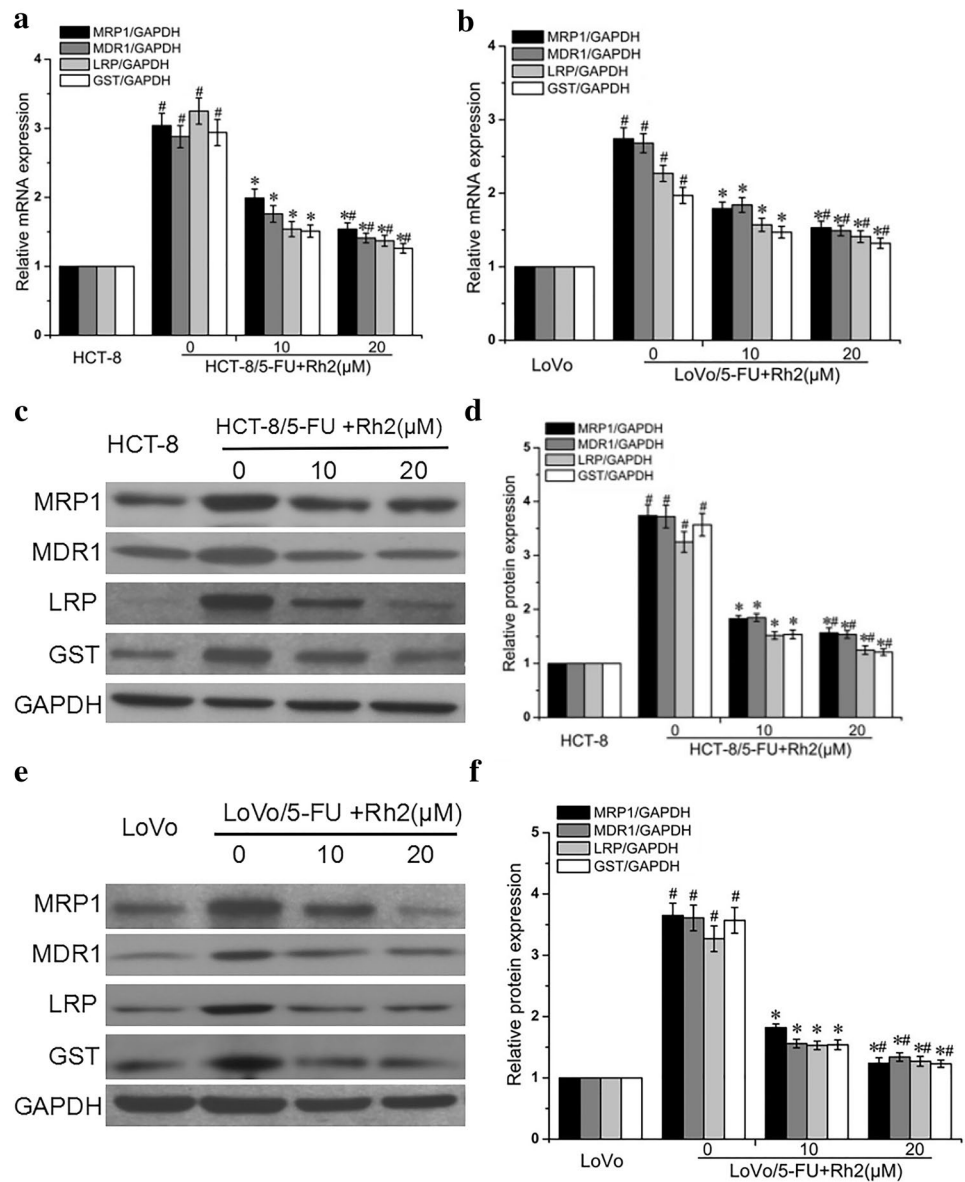 a
MRP1/GAPDH
MDR1/GAPDH
LRP/GAPDH
GST/GAPDH
Relative mRNA expression
4
3
2
1
0
# # # #
* * * *
*# *# *# *#
HCT-8
0 10 20
HCT-8/5-FU+Rh2(μM)
b
MRP1/GAPDH
MDR1/GAPDH
LRP/GAPDH
GST/GAPDH
Relative mRNA expression
4
3
2
1
0
# # # #
* * * *
*# *# *# *#
LoVo
0 10 20
LoVo/5-FU+Rh2(μM)
c
HCT-8
HCT-8/5-FU +Rh2(μM)
0 10 20
MRP1
MDR1
LRP
GST
GAPDH
d
MRP1/GAPDH
MDR1/GAPDH
LRP/GAPDH
GST/GAPDH
Relative protein expression
5
4
3
2
1
0
# # # #
* * * *
*# *# *# *#
HCT-8
0 10 20
HCT-8/5-FU+Rh2(μM)
e
LoVo
LoVo/5-FU +Rh2(μM)
0 10 20
MRP1
MDR1
LRP
GST
GAPDH
f
MRP1/GAPDH
MDR1/GAPDH
LRP/GAPDH
GST/GAPDH
Relative protein expression
5
4
3
2
1
0
# # # #
* * * *
*# *# *# *#
LoVo
0 10 20
LoVo/5-FU+Rh2(μM)